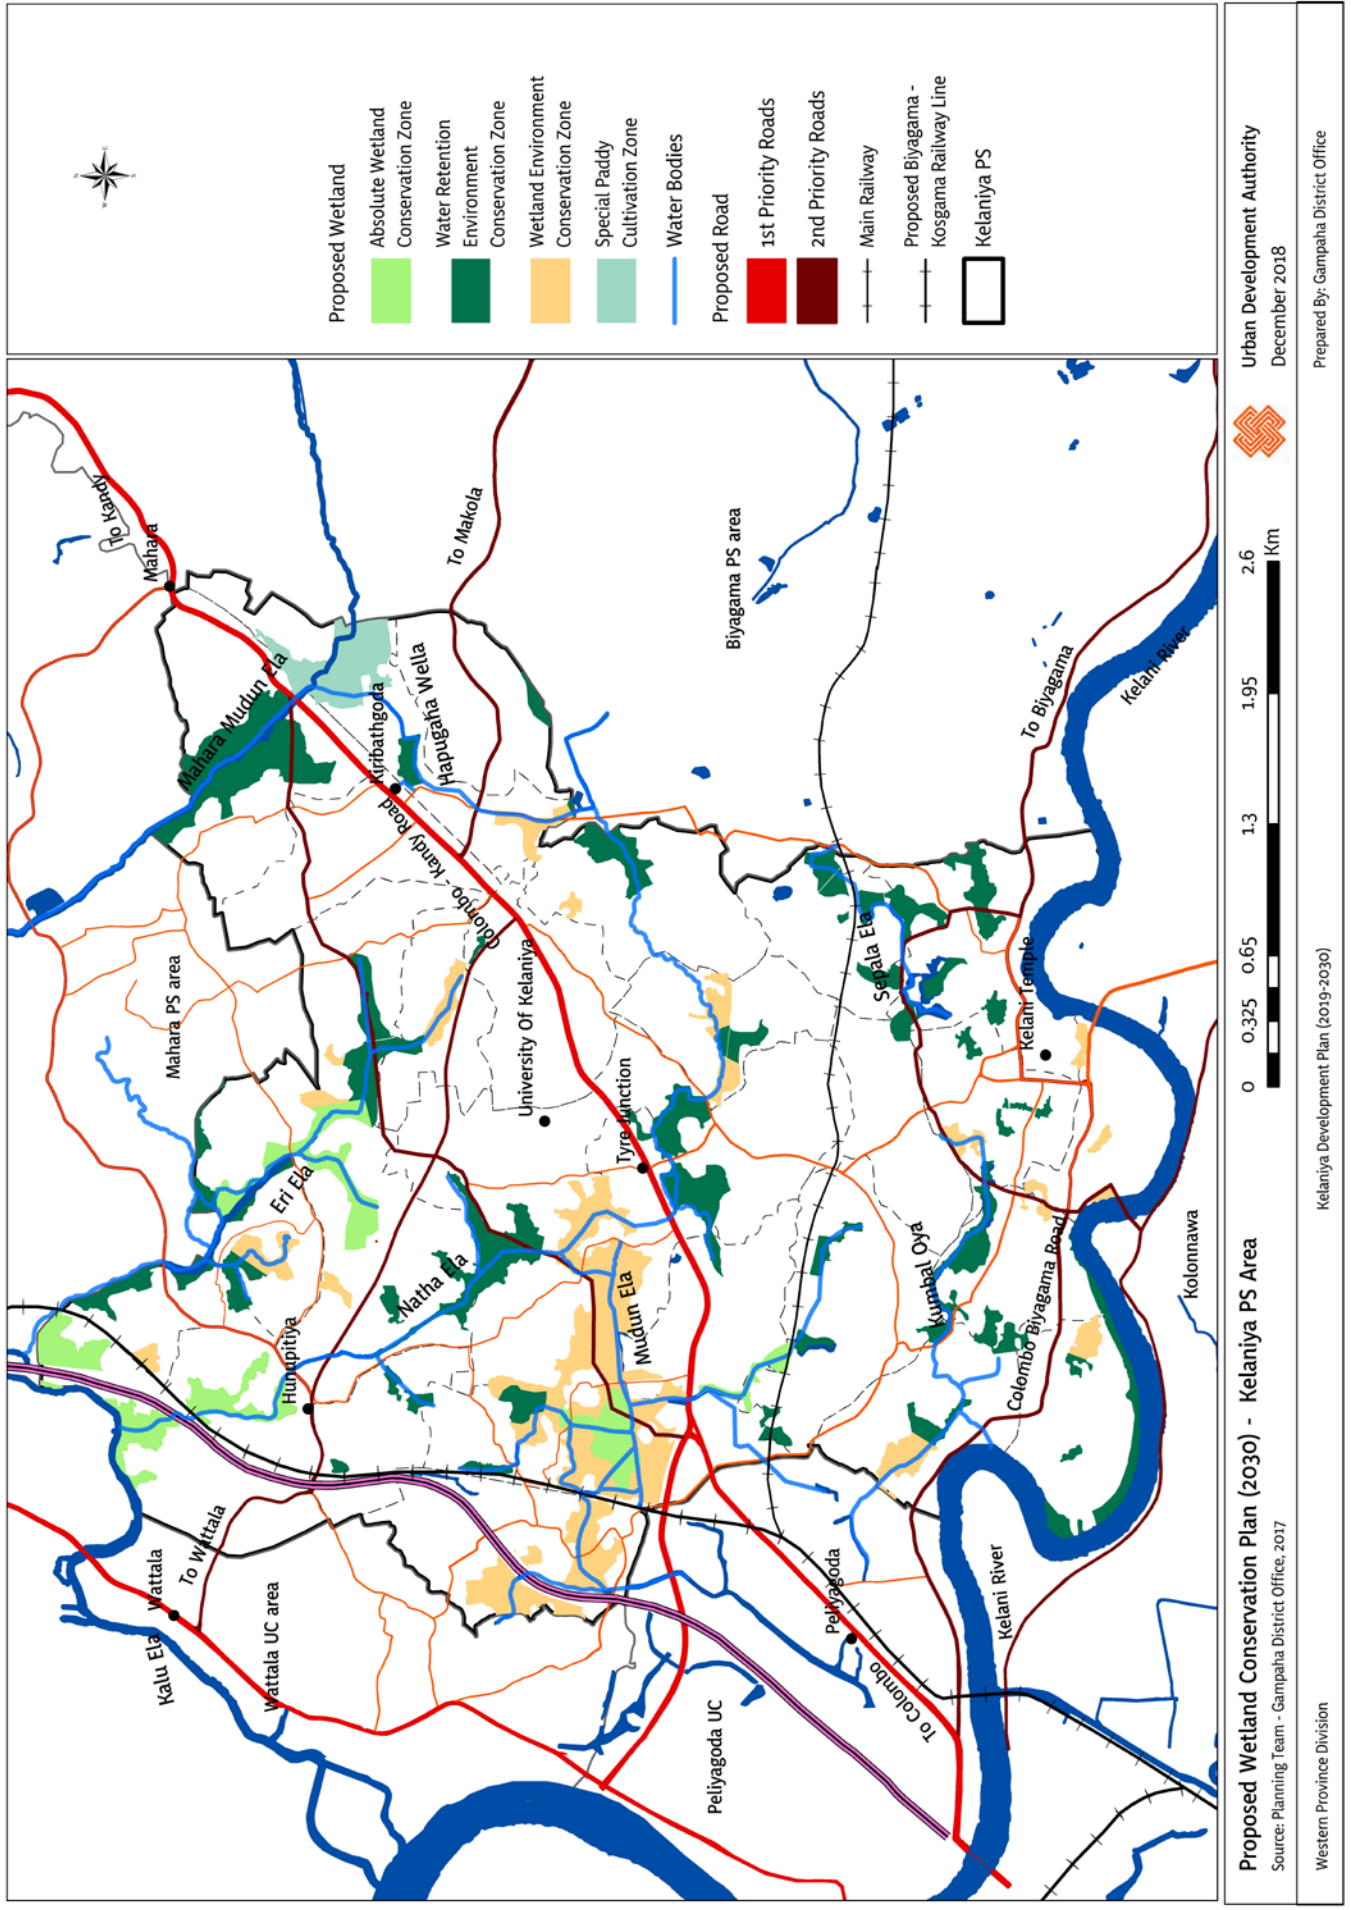 To Kandy
Mahara
Mahara Mudun Ela
To Makola
Kiribathgoda
Hapugaha Wella
Colombo - Kandy Road
Biyagama PS area
To Biyagama
Kelani River
Mahara PS area
University Of Kelaniya
Sepala Ela
Kelani Temple
Tyre Junction
Eri Ela
Natha Ela
Mudun Ela
Kumbal Oya
Colombo Biyagama Road
Kolonnawa
Hunupitiya
To Wattala
Wattala
Kalu Ela
Wattala UC area
Peliyagoda
Kelani River
To Colombo
Peliyagoda UC
N
E
S
W
Proposed Wetland
Absolute Wetland
Conservation Zone
Water Retention
Environment
Conservation Zone
Wetland Environment
Conservation Zone
Special Paddy
Cultivation Zone
Water Bodies
Proposed Road
1st Priority Roads
2nd Priority Roads
Main Railway
Proposed Biyagama -
Kosgama Railway Line
Kelaniya PS
Proposed Wetland Conservation Plan (2030) - Kelaniya PS Area
Source: Planning Team - Gampaha District Office, 2017
0 0.325 0.65 1.3 1.95 2.6
Km
Urban Development Authority
December 2018
Western Province Division
Kelaniya Development Plan (2019-2030)
Prepared By: Gampaha District Office